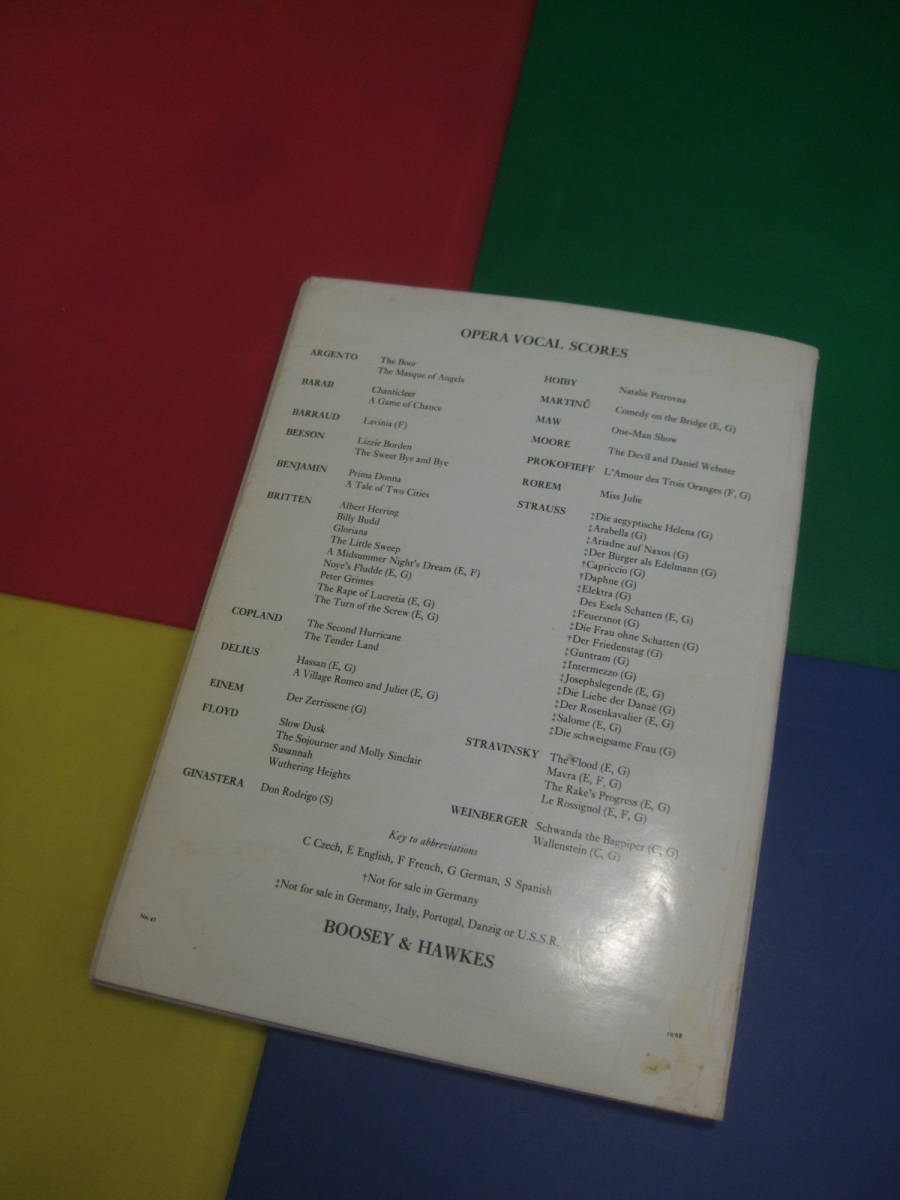 OPERA VOCAL SCORES
ARGENTO The Boor
The Masque of Angels
BARAB Chanticleer
A Game of Chance
BARRAUD Lavinia (F)
BEESON Lizzie Borden
The Sweet Bye and Bye
BENJAMIN Prima Donna
A Tale of Two Cities
BRITTEN Albert Herring
Billy Budd
Gloriana
The Little Sweep
A Midsummer Night's Dream (E, F)
Noye's Fludde (E, G)
Peter Grimes
The Rape of Lucretia (E, G)
The Turn of the Screw (E, G)
COPLAND The Second Hurricane
The Tender Land
DELIUS Hassan (E, G)
A Village Romeo and Juliet (E, G)
EINEM Der Zerrissene (G)
FLOYD Slow Dusk
The Sojourner and Molly Sinclair
Susannah
Wuthering Heights
GINASTERA Don Rodrigo (S)
HOIBY Natalie Petrovna
MARTINŮ Comedy on the Bridge (E, G)
MAW One-Man Show
MOORE The Devil and Daniel Webster
PROKOFIEFF L'Amour des Trois Oranges (F, G)
ROREM Miss Julie
STRAUSS ‡Die aegyptische Helena (G)
‡Arabella (G)
‡Ariadne auf Naxos (G)
‡Der Bürger als Edelmann (G)
†Capriccio (G)
†Daphne (G)
‡Elektra (G)
Des Esels Schatten (E, G)
‡Feuersnot (G)
‡Die Frau ohne Schatten (G)
†Der Friedenstag (G)
‡Guntram (G)
‡Intermezzo (G)
‡Josephslegende (E, G)
‡Die Liebe der Danaë (G)
‡Der Rosenkavalier (E, G)
‡Salome (E, G)
‡Die schweigsame Frau (G)
STRAVINSKY The Flood (E, G)
Mavra (E, F, G)
The Rake's Progress (E, G)
Le Rossignol (E, F, G)
WEINBERGER Schwanda the Bagpiper (C, G)
Wallenstein (C, G)
Key to abbreviations
C Czech, E English, F French, G German, S Spanish
†Not for sale in Germany
‡Not for sale in Germany, Italy, Portugal, Danzig or U.S.S.R.
BOOSEY & HAWKES
No. 47